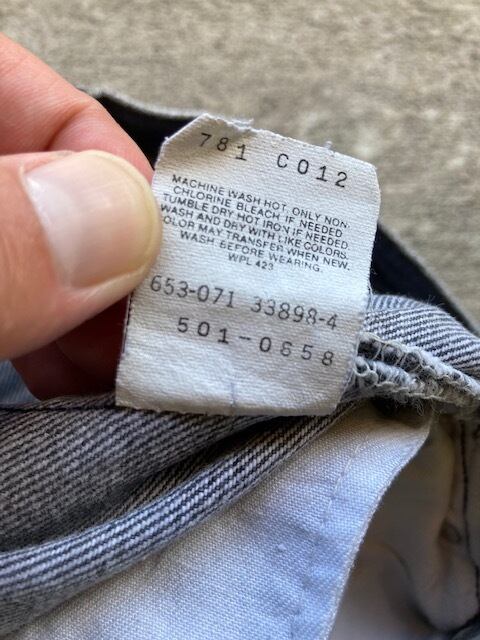 781 C012
MACHINE WASH HOT, ONLY NON-
CHLORINE BLEACH IF NEEDED
TUMBLE DRY HOT IRON IF NEEDED
WASH AND DRY WITH LIKE COLORS.
COLOR MAY TRANSFER WHEN NEW.
WASH BEFORE WEARING.
WPL 423
653-071 33898-4
501-0658